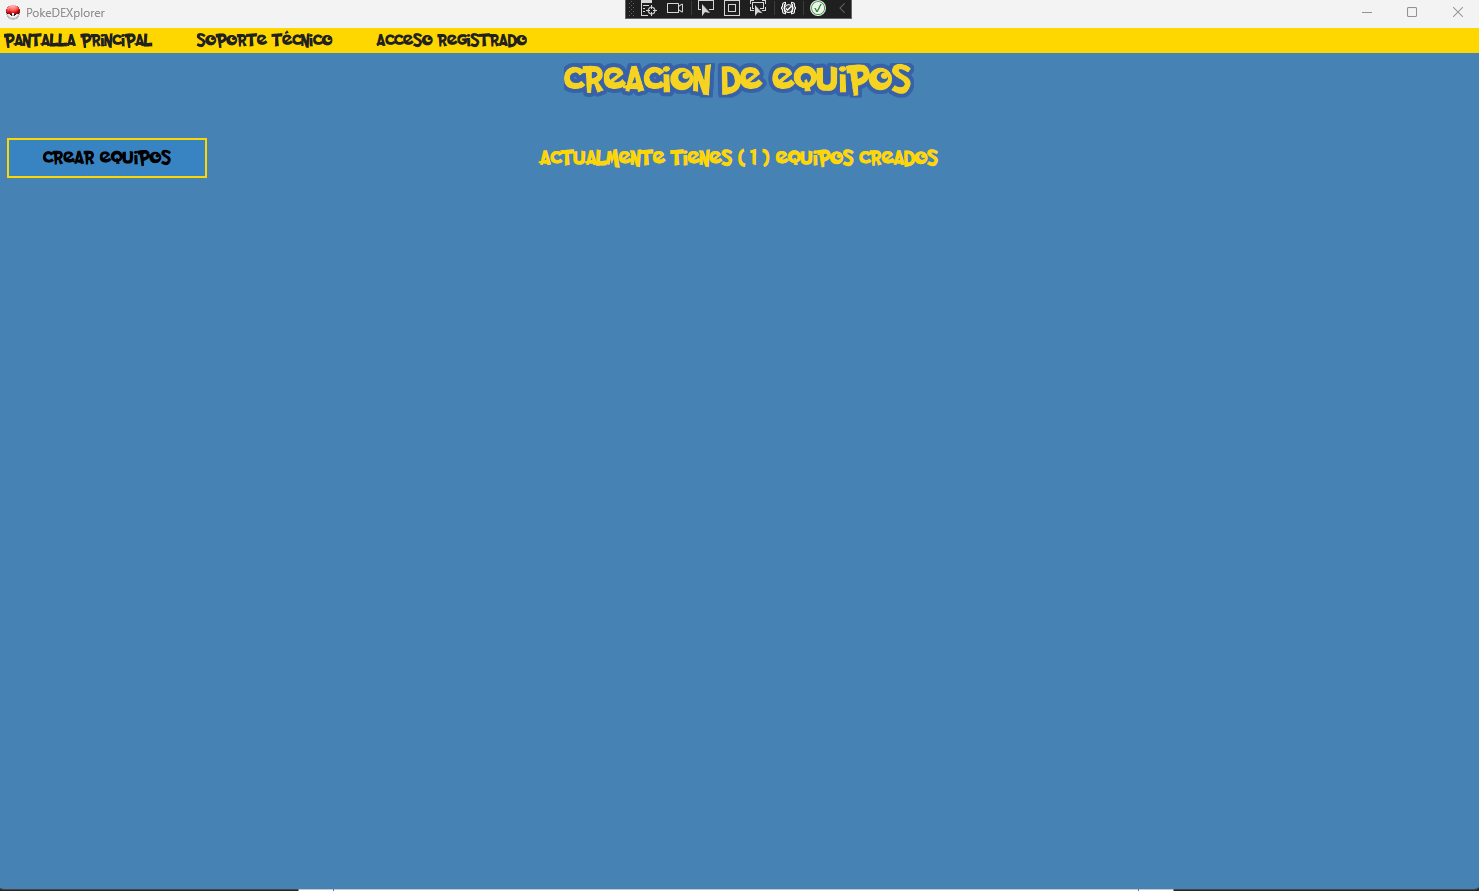 PokeDEXplorer
PANTALLA PRINCIPAL SOPORTE TÉCNICO ACCESO REGISTRADO
CREACION DE EQUIPOS
CREAR EQUIPOS
ACTUALMENTE TIENES (1) EQUIPOS CREADOS